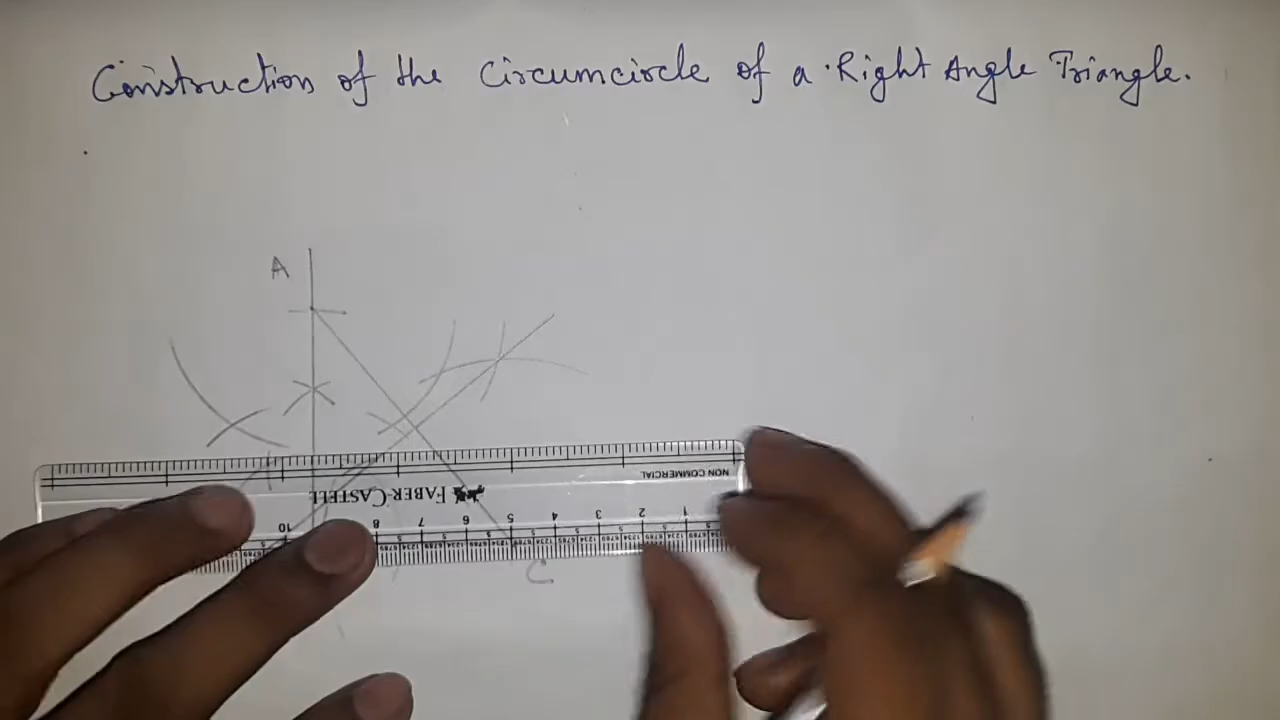 Construction of the Circumcircle of a Right Angle Triangle.
A
NON COMMERCIAL
FABER-CASTELL
10 8 7 6 5 4 3 2 1
C